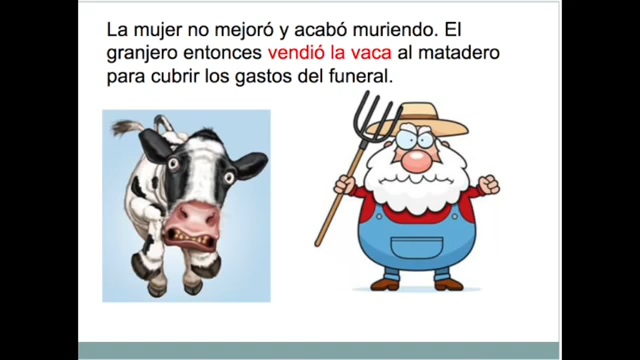 La mujer no mejoró y acabó muriendo. El
granjero entonces vendió la vaca al matadero
para cubrir los gastos del funeral.